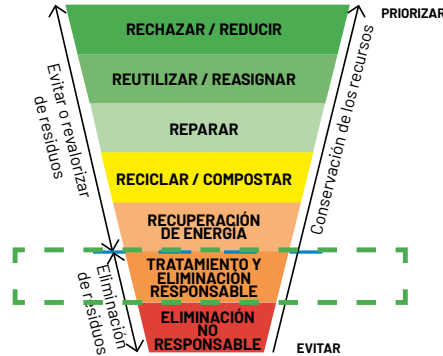 PRIORIZAR
RECHAZAR / REDUCIR
REUTILIZAR / REASIGNAR
REPARAR
RECICLAR / COMPOSTAR
RECUPERACIÓN
DE ENERGÍA
TRATAMIENTO Y
ELIMINACIÓN
RESPONSABLE
ELIMINACIÓN
NO
RESPONSABLE
EVITAR
Evitar o revalorizar
de residuos
Eliminación
de residuos
Conservación de los recursos